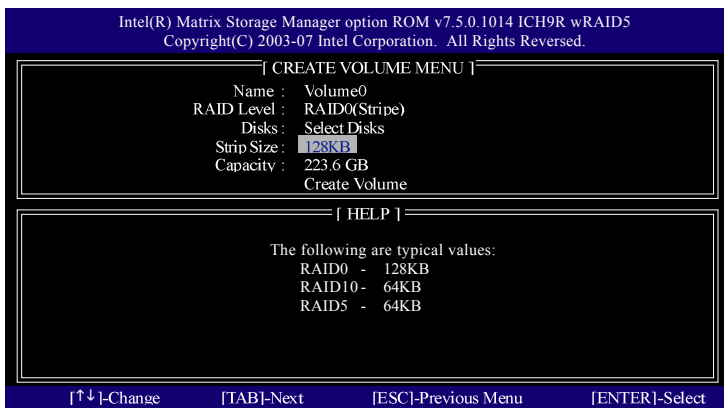 Intel(R) Matrix Storage Manager option ROM v7.5.0.1014 ICH9R wRAID5
Copyright(C) 2003-07 Intel Corporation. All Rights Reversed.
[ CREATE VOLUME MENU ]
Name : Volume0
RAID Level : RAID0(Stripe)
Disks : Select Disks
Strip Size : 128KB
Capacity : 223.6 GB
Create Volume
[ HELP ]
The following are typical values:
RAID0 - 128KB
RAID10 - 64KB
RAID5 - 64KB
[↑↓]-Change [TAB]-Next [ESC]-Previous Menu [ENTER]-Select